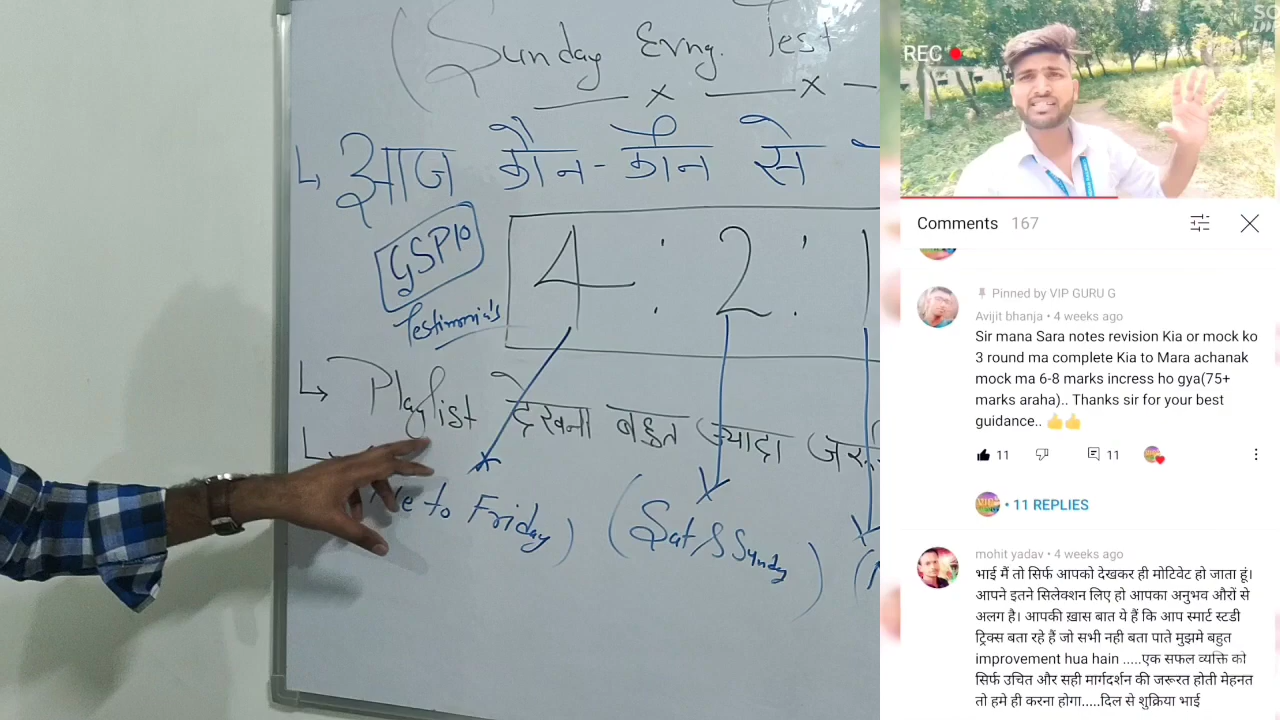 (Sunday Evng. Test
x x
↳ आज कौन-कौन से
GSP10
Testimonia's
4 : 2 : 1
↳ Playlist देखना बहुत ज्यादा
↳
to Friday) (Sat & Sunday)
REC
Comments 167
Pinned by VIP GURU G
Avijit bhanja • 4 weeks ago
Sir mana Sara notes revision Kia or mock ko
3 round ma complete Kia to Mara achanak
mock ma 6-8 marks incress ho gya(75+
marks araha).. Thanks sir for your best
guidance.. 👍👍
11 11
• 11 REPLIES
mohit yadav • 4 weeks ago
भाई मैं तो सिर्फ आपको देखकर ही मोटिवेट हो जाता हूं।
आपने इतने सिलेक्शन लिए हो आपका अनुभव औरों से
अलग है। आपकी ख़ास बात ये हैं कि आप स्मार्ट स्टडी
ट्रिक्स बता रहे हैं जो सभी नही बता पाते मुझमे बहुत
improvement hua hain .....एक सफल व्यक्ति को
सिर्फ उचित और सही मार्गदर्शन की जरूरत होती मेहनत
तो हमे ही करना होगा.....दिल से शुक्रिया भाई